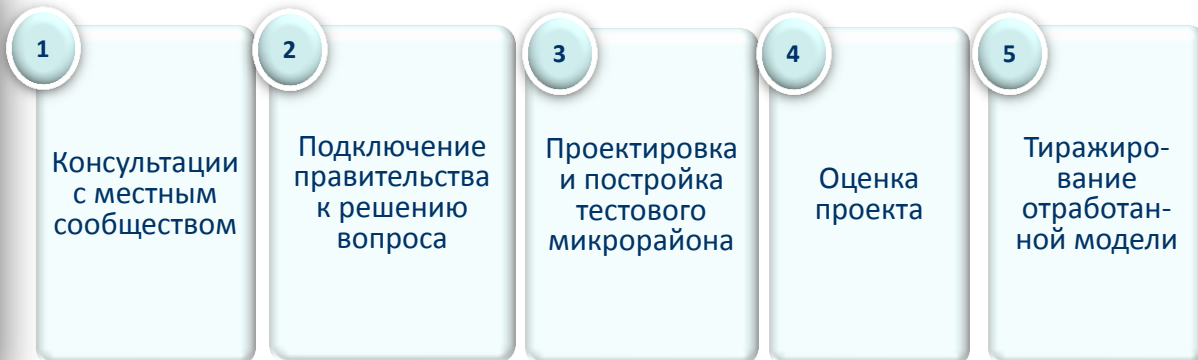 1
Консультации
с местным
сообществом
2
Подключение
правительства
к решению
вопроса
3
Проектировка
и постройка
тестового
микрорайона
4
Оценка
проекта
5
Тиражиро-
вание
отработан-
ной модели